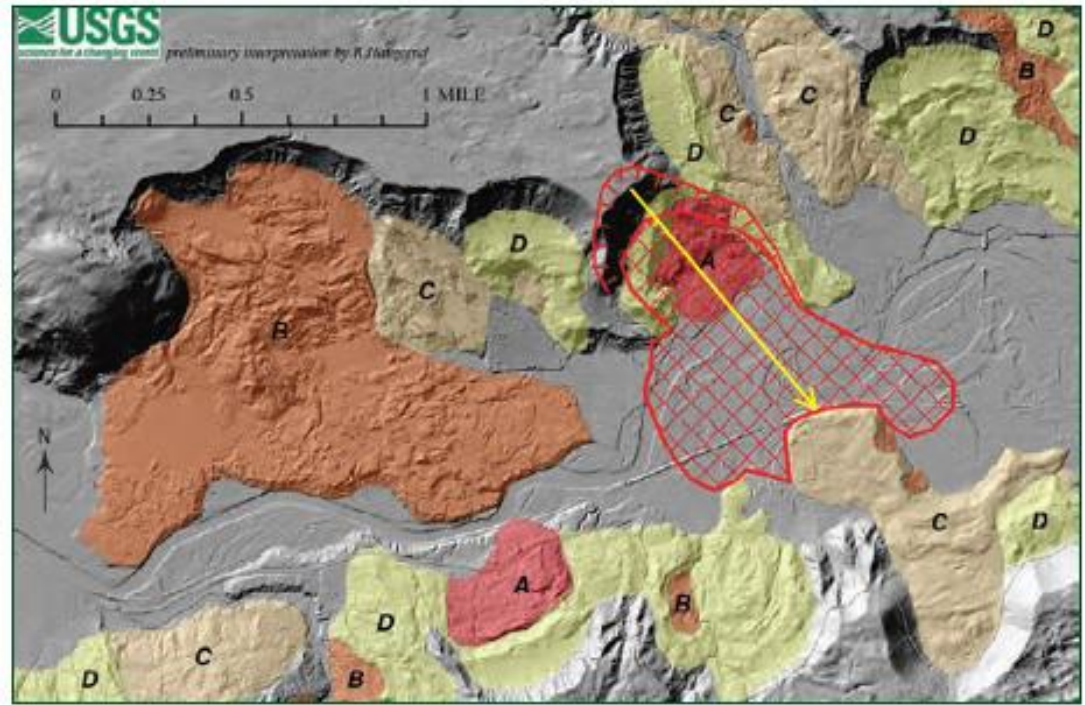 USGS
science for a changing world
preliminary interpretation by R.Haugerud
0 0.25 0.5 1 MILE
D
B
C
C
D
D
D
C
A
B
N
C
D
A
D
B
C
D
B